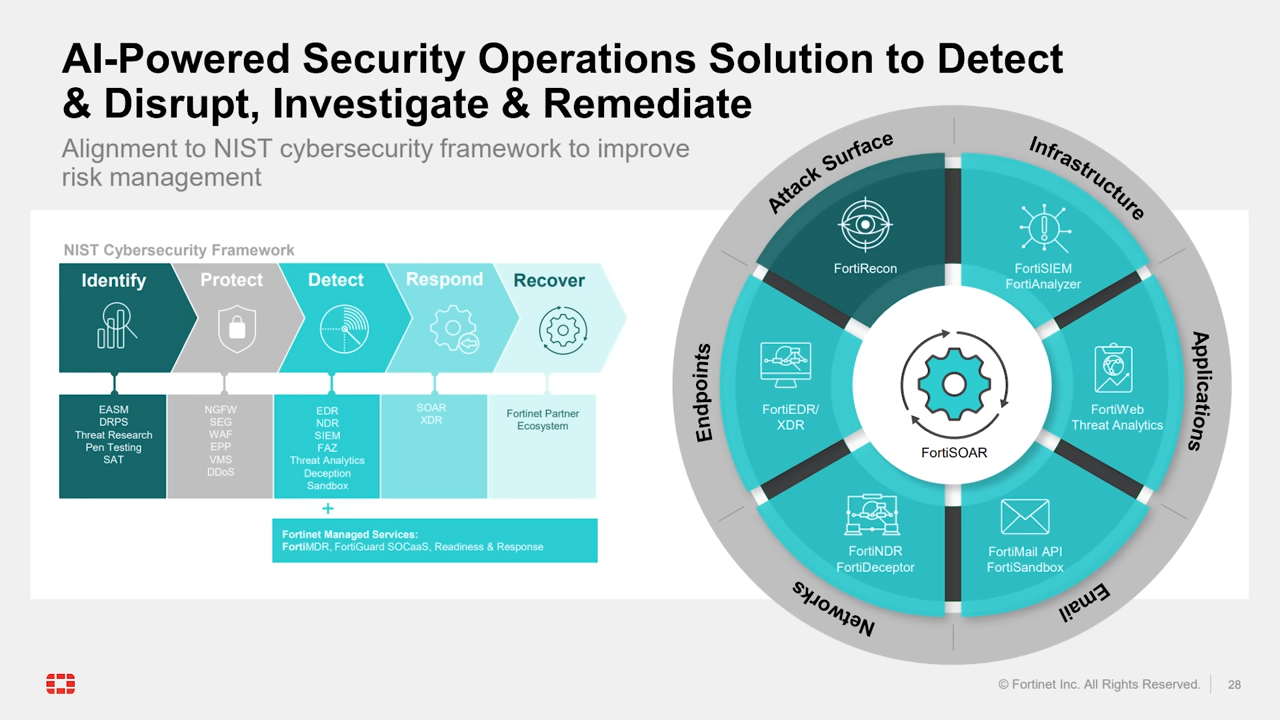 AI-Powered Security Operations Solution to Detect
& Disrupt, Investigate & Remediate
Alignment to NIST cybersecurity framework to improve
risk management
NIST Cybersecurity Framework
Identify
Protect
Detect
Respond
Recover
EASM
DRPS
Threat Research
Pen Testing
SAT
NGFW
SEG
WAF
EPP
VMS
DDoS
EDR
NDR
SIEM
FAZ
Threat Analytics
Deception
Sandbox
SOAR
XDR
Fortinet Partner
Ecosystem
+
Fortinet Managed Services:
FortiMDR, FortiGuard SOCaaS, Readiness & Response
Attack Surface
Infrastructure
Applications
Email
Networks
Endpoints
FortiRecon
FortiSIEM
FortiAnalyzer
FortiWeb
Threat Analytics
FortiMail API
FortiSandbox
FortiNDR
FortiDeceptor
FortiEDR/
XDR
FortiSOAR
© Fortinet Inc. All Rights Reserved.
28